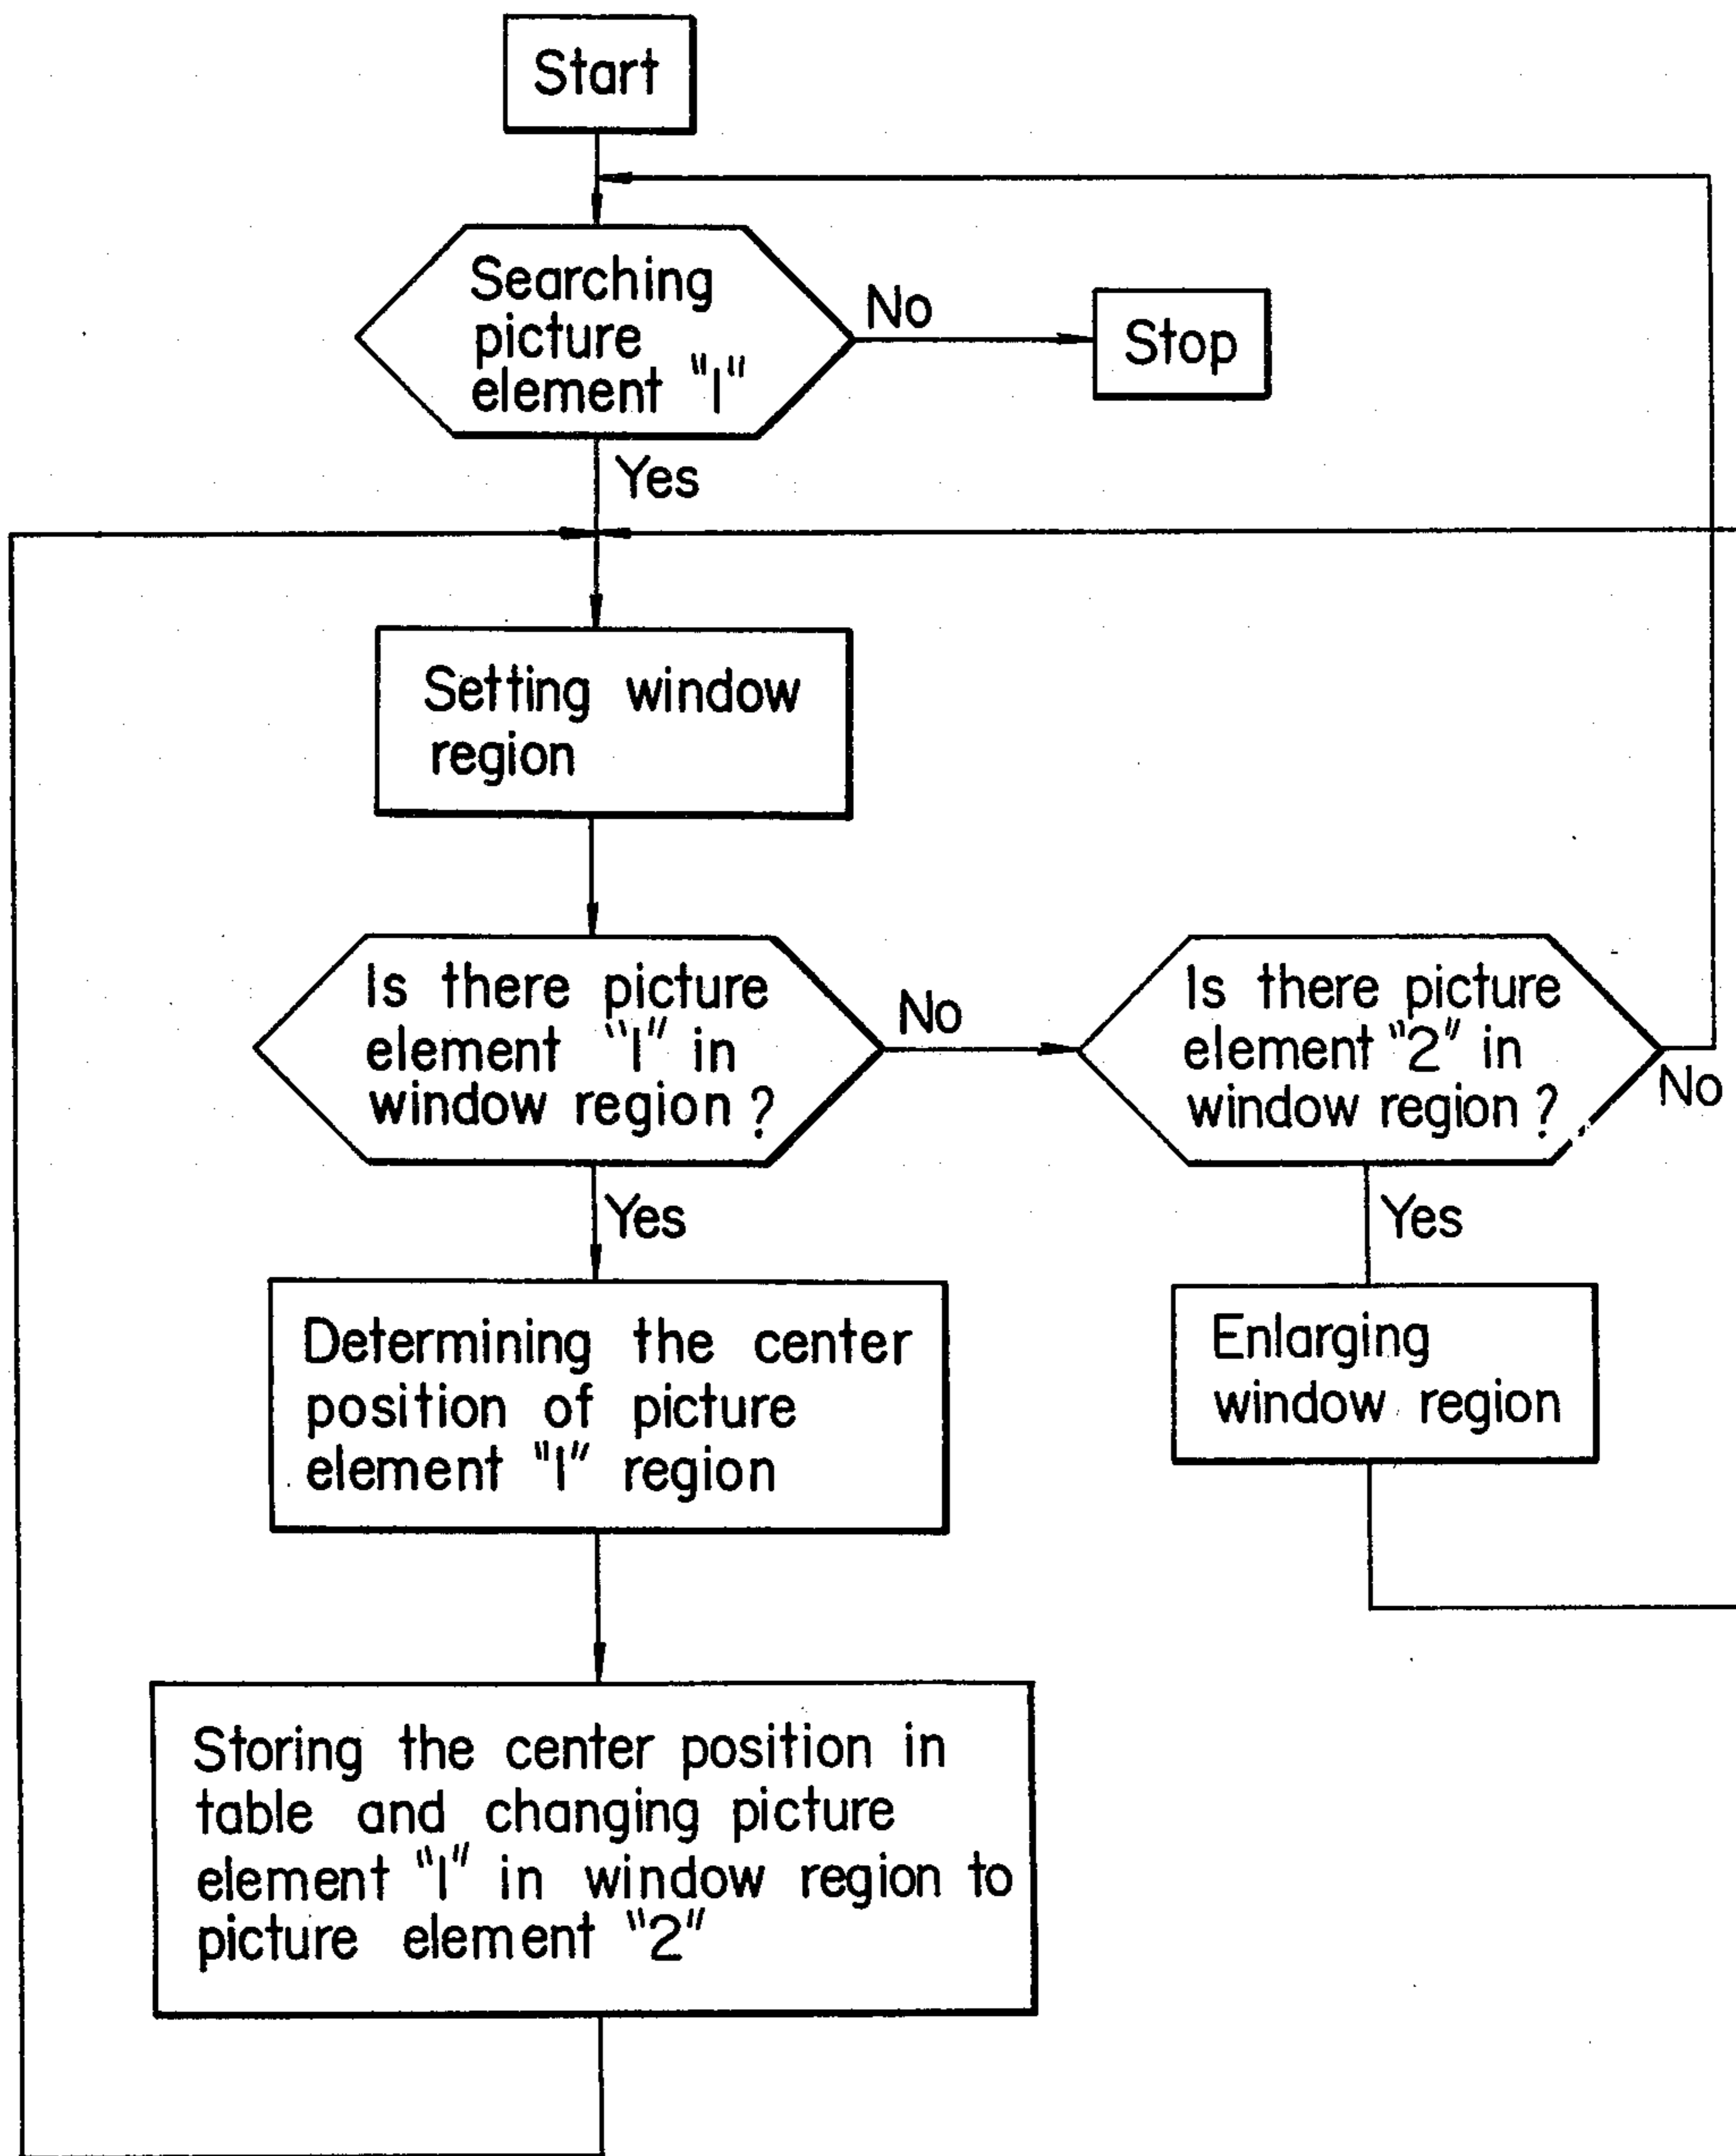 Start
Searching
picture
element "1"
No
Stop
Yes
Setting window
region
Is there picture
element "1" in
window region ?
No
Is there picture
element "2" in
window region ?
No
Yes
Yes
Determining the center
position of picture
element "1" region
Enlarging
window region
Storing the center position in
table and changing picture
element "1" in window region to
picture element "2"